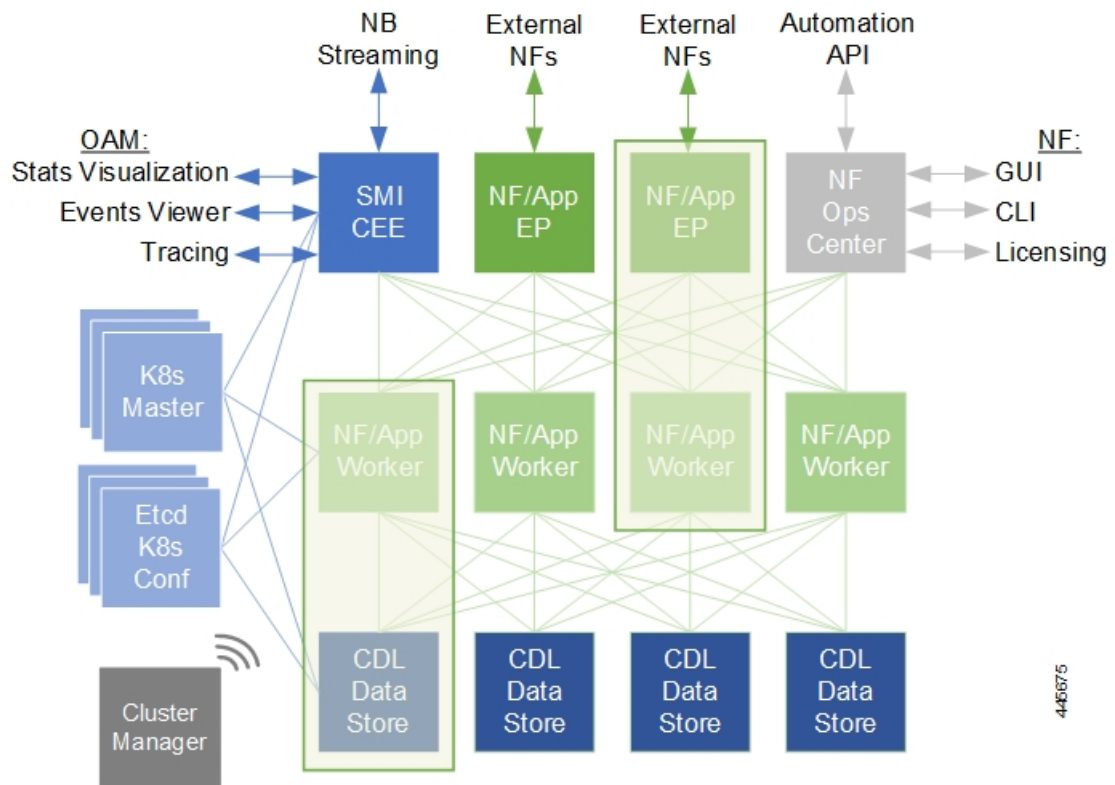 NB
Streaming
External
NFs
External
NFs
Automation
API
OAM:
Stats Visualization
Events Viewer
Tracing
SMI
CEE
NF/App
EP
NF/App
EP
NF
Ops
Center
NF:
GUI
CLI
Licensing
K8s
Master
NF/App
Worker
NF/App
Worker
NF/App
Worker
NF/App
Worker
Etcd
K8s
Conf
Cluster
Manager
CDL
Data
Store
CDL
Data
Store
CDL
Data
Store
CDL
Data
Store
445675